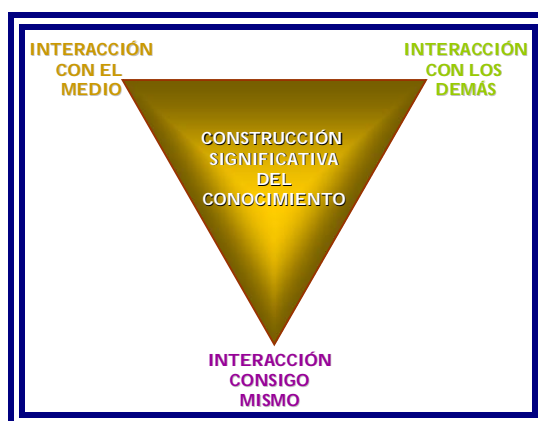 INTERACCIÓN
CON EL
MEDIO
INTERACCIÓN
CON LOS
DEMÁS
CONSTRUCCIÓN
SIGNIFICATIVA
DEL
CONOCIMIENTO
INTERACCIÓN
CONSIGO
MISMO